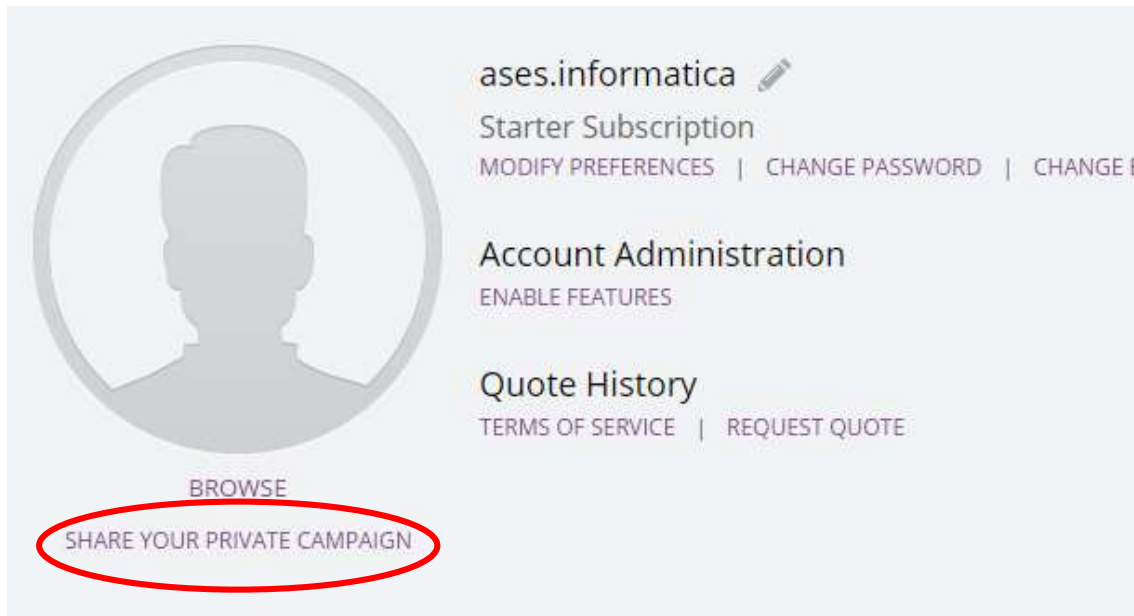 ases.informatica
Starter Subscription
MODIFY PREFERENCES | CHANGE PASSWORD | CHANGE
Account Administration
ENABLE FEATURES
Quote History
TERMS OF SERVICE | REQUEST QUOTE
BROWSE
SHARE YOUR PRIVATE CAMPAIGN